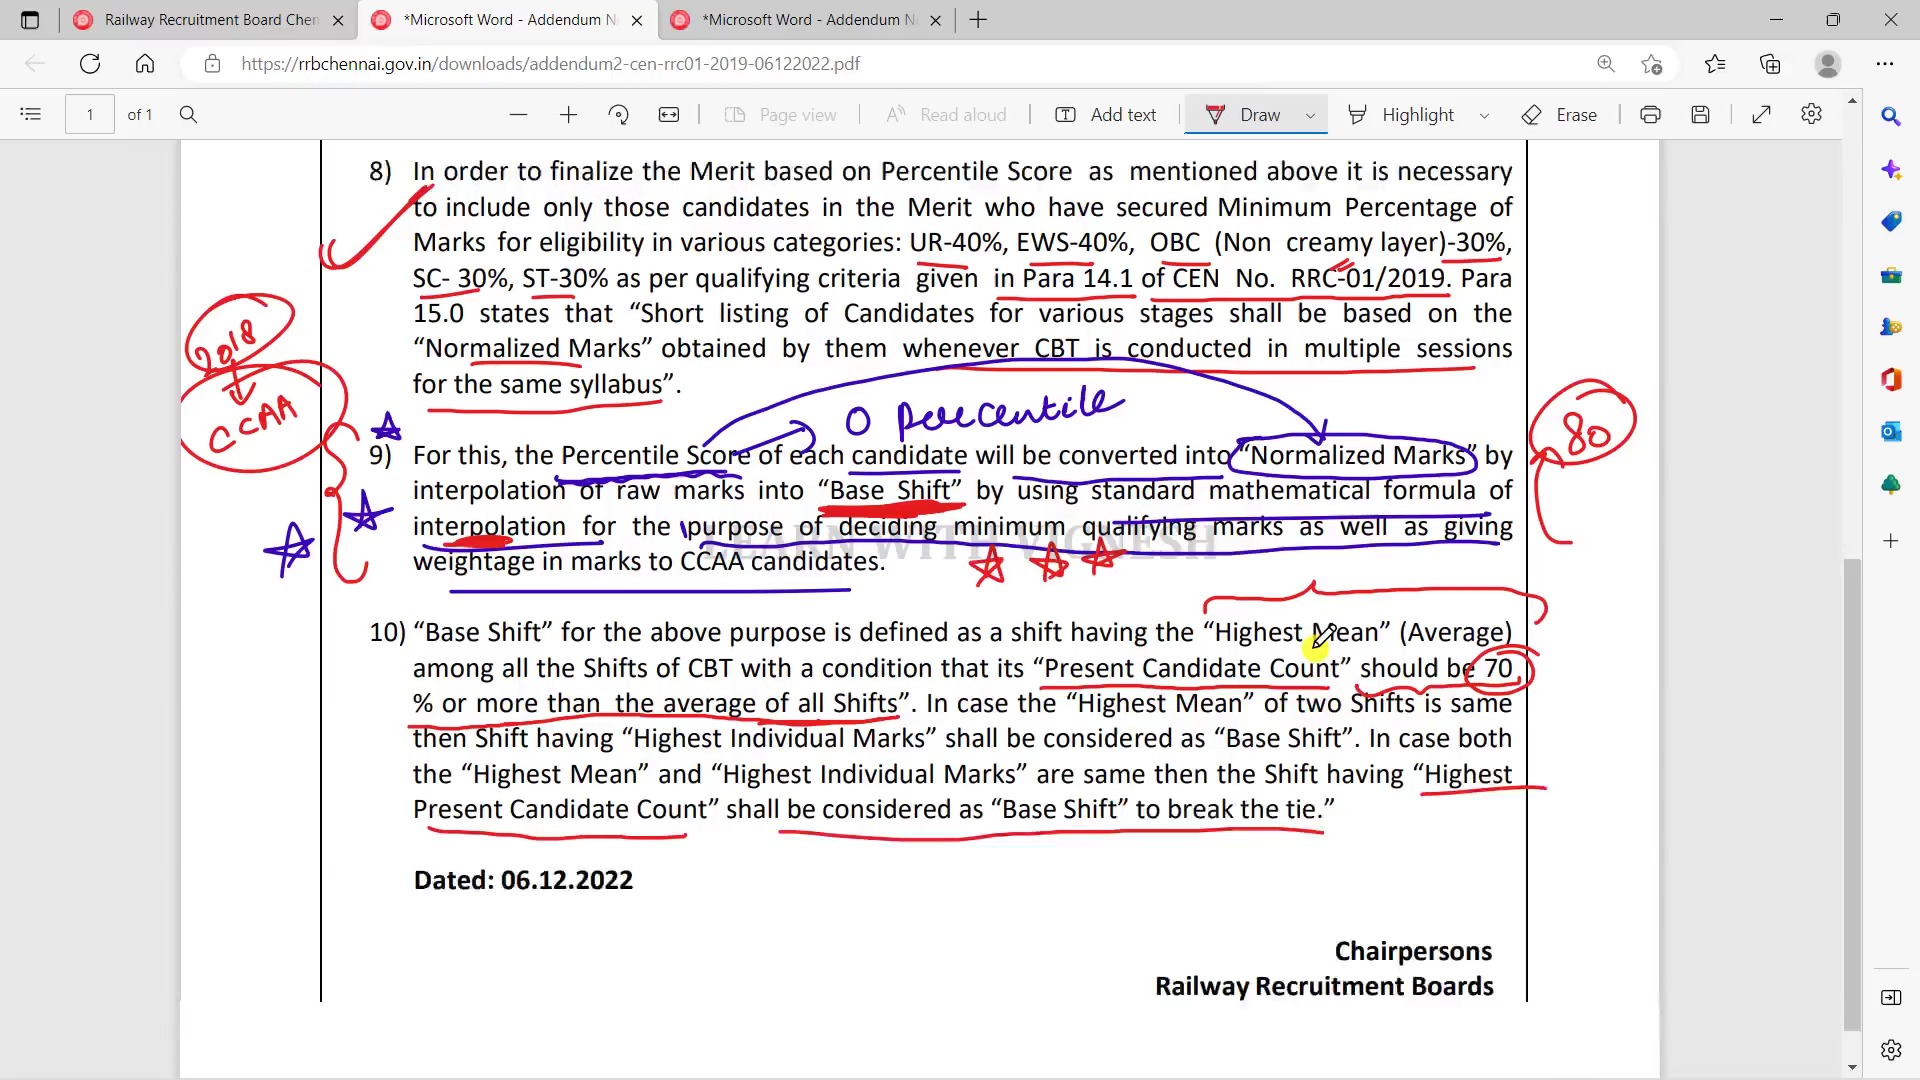 Railway Recruitment Board Chen
*Microsoft Word - Addendum N
*Microsoft Word - Addendum N
https://rrbchennai.gov.in/downloads/addendum2-cen-rrc01-2019-06122022.pdf
1 of 1 Page view Read aloud Add text Draw Highlight Erase
8) In order to finalize the Merit based on Percentile Score as mentioned above it is necessary
to include only those candidates in the Merit who have secured Minimum Percentage of
Marks for eligibility in various categories: UR-40%, EWS-40%, OBC (Non creamy layer)-30%,
SC- 30%, ST-30% as per qualifying criteria given in Para 14.1 of CEN No. RRC-01/2019. Para
15.0 states that “Short listing of Candidates for various stages shall be based on the
“Normalized Marks” obtained by them whenever CBT is conducted in multiple sessions
for the same syllabus”.
2018
CCAA
0 Percentile
80
9) For this, the Percentile Score of each candidate will be converted into “Normalized Marks” by
interpolation of raw marks into “Base Shift” by using standard mathematical formula of
interpolation for the purpose of deciding minimum qualifying marks as well as giving
weightage in marks to CCAA candidates.
LEARN WITH VIGNESH
10) “Base Shift” for the above purpose is defined as a shift having the “Highest Mean” (Average)
among all the Shifts of CBT with a condition that its “Present Candidate Count” should be 70
% or more than the average of all Shifts”. In case the “Highest Mean” of two Shifts is same
then Shift having “Highest Individual Marks” shall be considered as “Base Shift”. In case both
the “Highest Mean” and “Highest Individual Marks” are same then the Shift having “Highest
Present Candidate Count” shall be considered as “Base Shift” to break the tie.”
Dated: 06.12.2022
Chairpersons
Railway Recruitment Boards